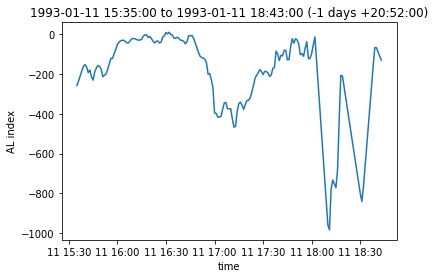 1993-01-11 15:35:00 to 1993-01-11 18:43:00 (-1 days +20:52:00)
0
−200
−400
−600
−800
−1000
AL index
11 15:30 11 16:00 11 16:30 11 17:00 11 17:30 11 18:00 11 18:30
time